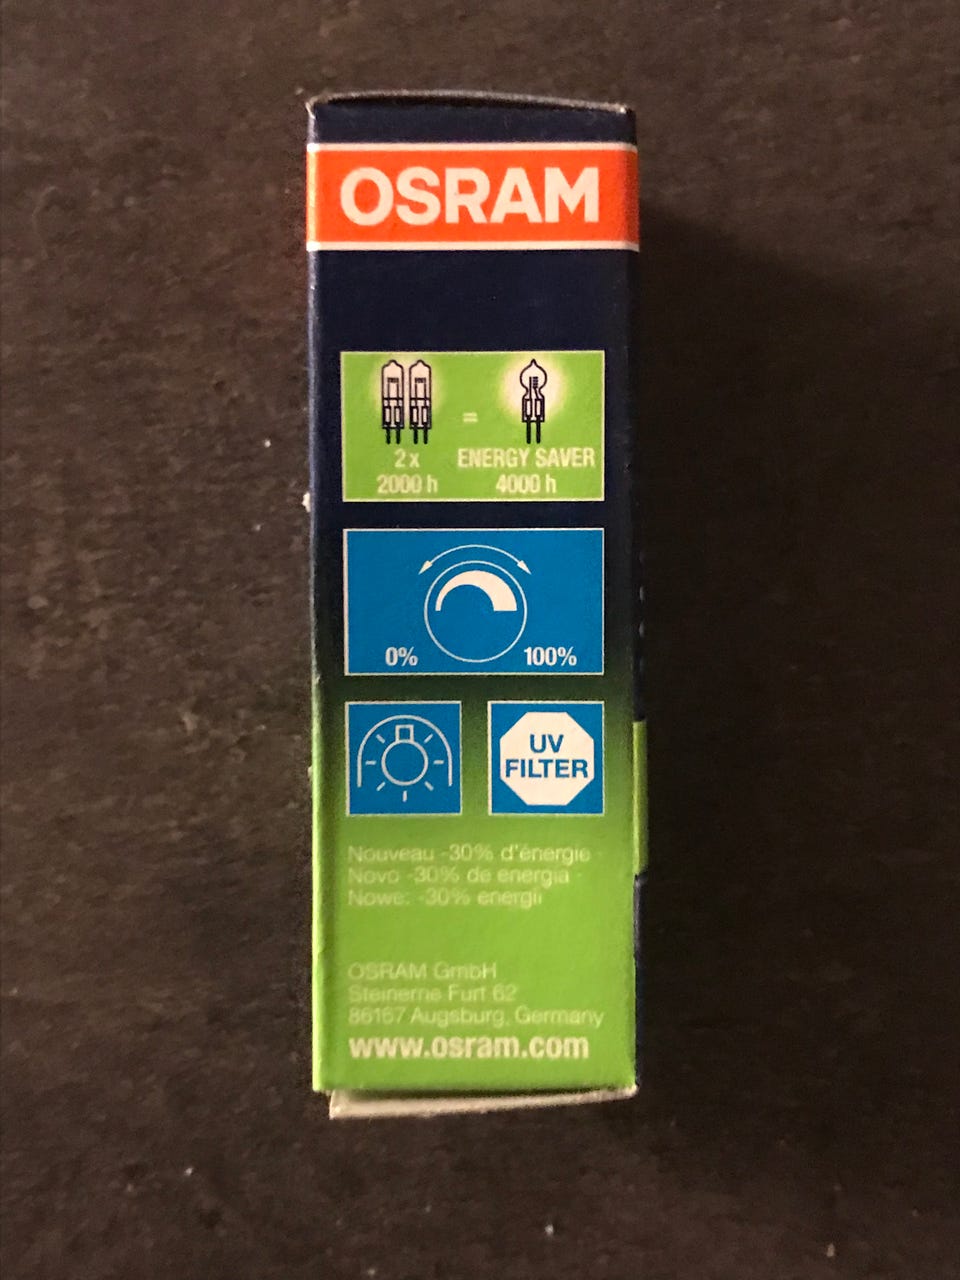 OSRAM
=
2x ENERGY SAVER
2000 h 4000 h
0% 100%
UV
FILTER
Nouveau -30% d'énergie -
Novo -30% de energia -
Nowe: -30% energii
OSRAM GmbH
Steinerne Furt 62
86167 Augsburg, Germany
www.osram.com